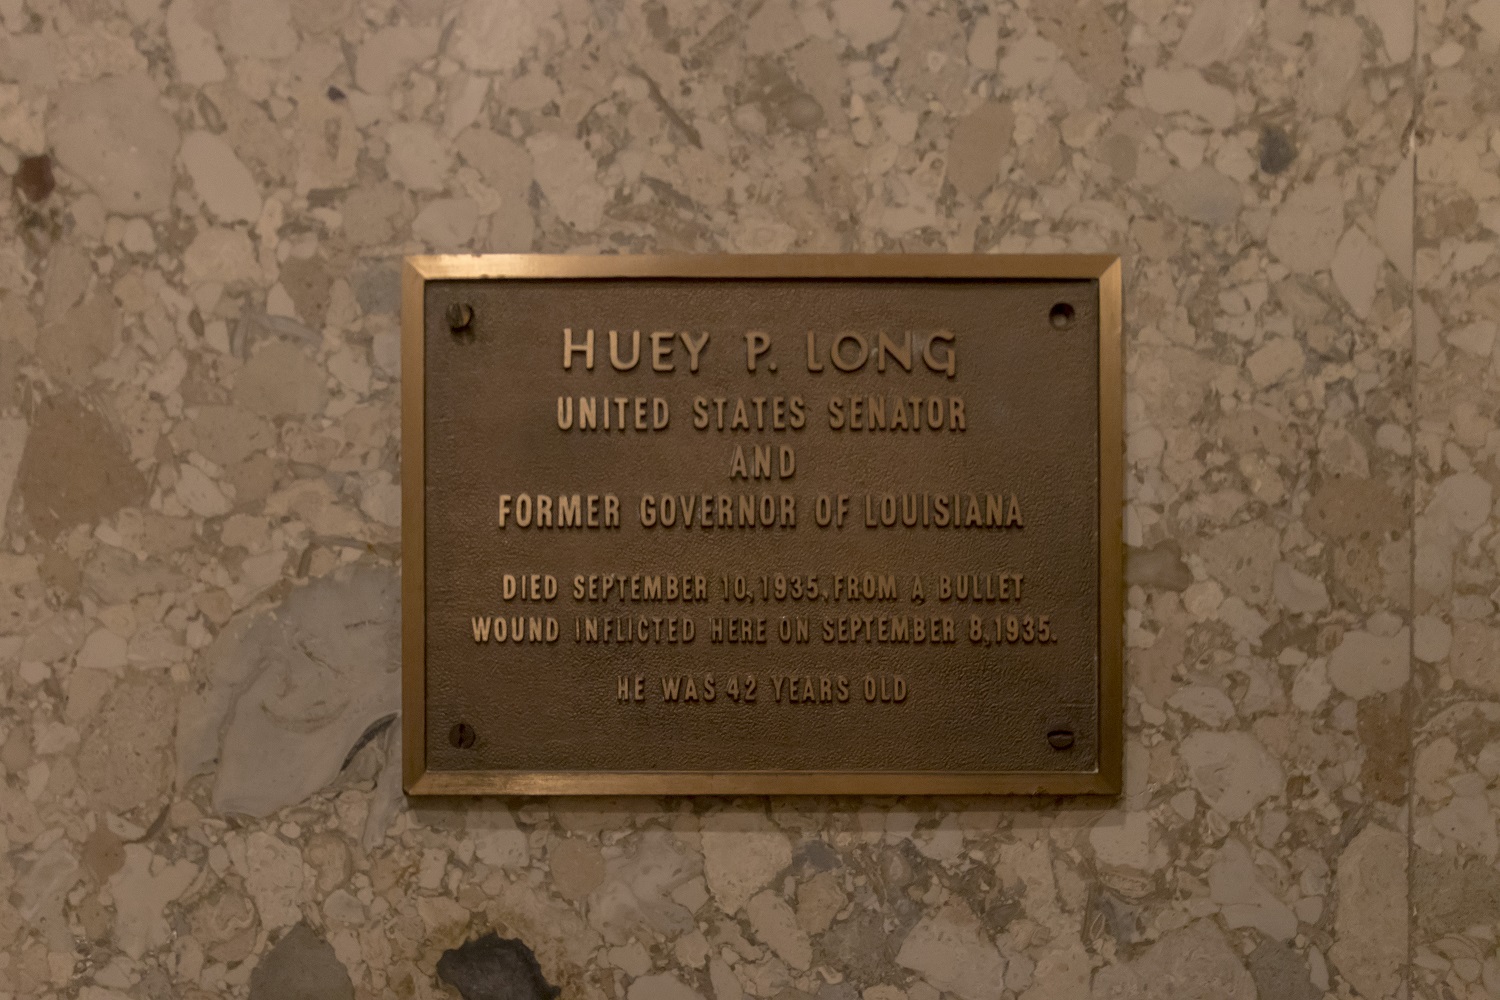 HUEY P. LONG
UNITED STATES SENATOR
AND
FORMER GOVERNOR OF LOUISIANA
DIED SEPTEMBER 10, 1935, FROM A BULLET
WOUND INFLICTED HERE ON SEPTEMBER 8, 1935.
HE WAS 42 YEARS OLD